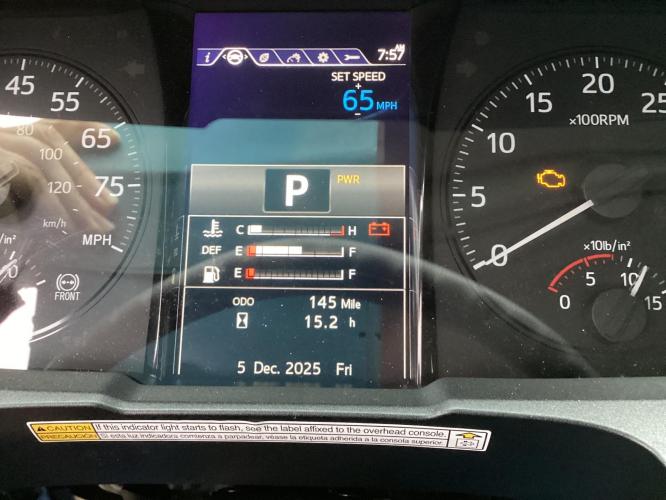 i
7:57 AM
SET SPEED
+
65 MPH
-
P
PWR
C H
DEF E F
E F
ODO 145 Mile
15.2 h
5 Dec. 2025 Fri
45
55
65
75
80
100
120
km/h
MPH
FRONT
0
5
10
15
20
25
×100RPM
×10lb/in²
0
5
10
15
CAUTION If this indicator light starts to flash, see the label affixed to the overhead console.
PRECAUCIÓN Si esta luz indicadora comienza a parpadear, véase la etiqueta adherida a la consola superior.